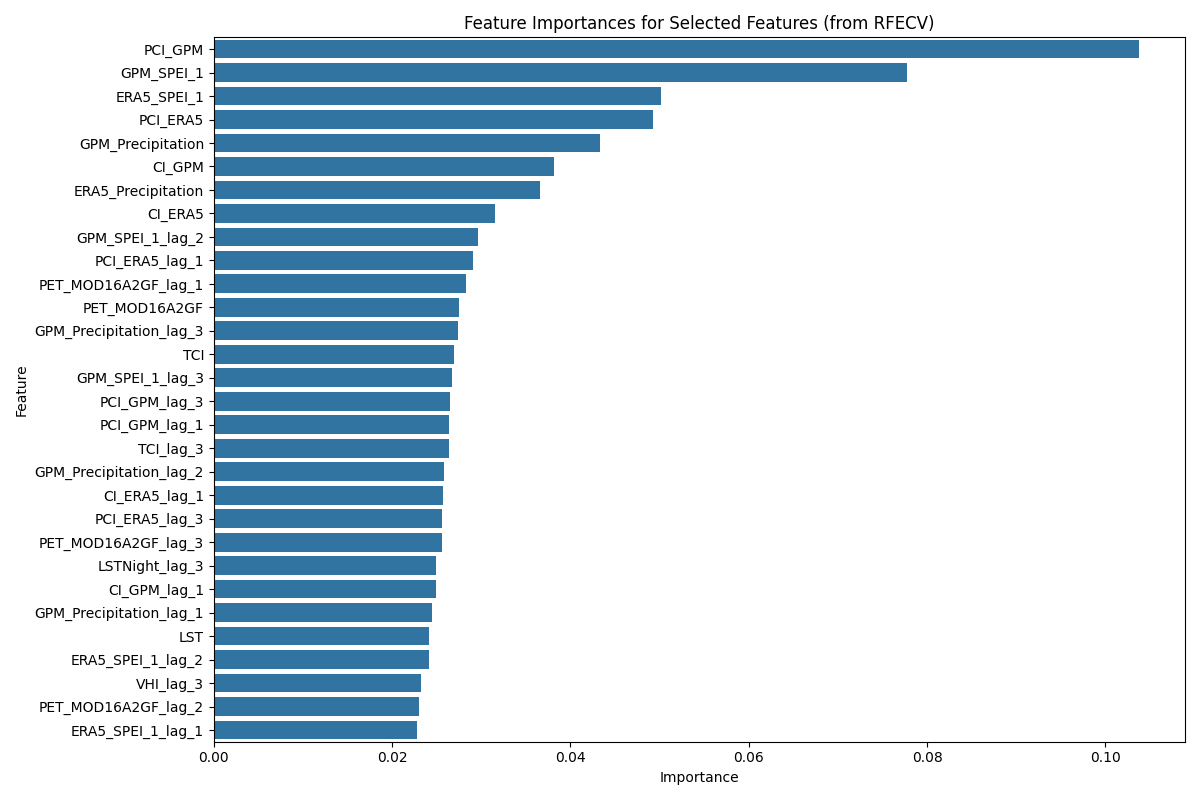 Feature Importances for Selected Features (from RFECV)
PCI_GPM
GPM_SPEI_1
ERA5_SPEI_1
PCI_ERA5
GPM_Precipitation
CI_GPM
ERA5_Precipitation
CI_ERA5
GPM_SPEI_1_lag_2
PCI_ERA5_lag_1
PET_MOD16A2GF_lag_1
PET_MOD16A2GF
GPM_Precipitation_lag_3
TCI
GPM_SPEI_1_lag_3
PCI_GPM_lag_3
PCI_GPM_lag_1
TCI_lag_3
GPM_Precipitation_lag_2
CI_ERA5_lag_1
PCI_ERA5_lag_3
PET_MOD16A2GF_lag_3
LSTNight_lag_3
CI_GPM_lag_1
GPM_Precipitation_lag_1
LST
ERA5_SPEI_1_lag_2
VHI_lag_3
PET_MOD16A2GF_lag_2
ERA5_SPEI_1_lag_1
Feature
0.00 0.02 0.04 0.06 0.08 0.10
Importance